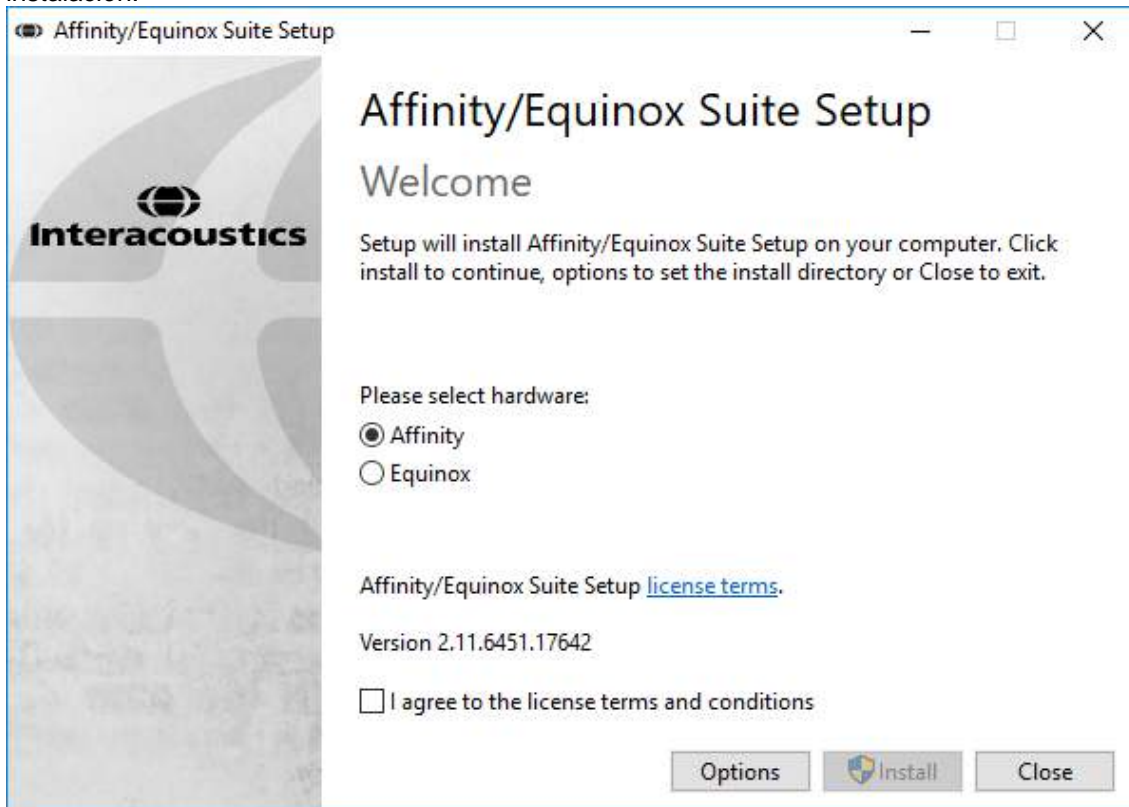 instalación.
Affinity/Equinox Suite Setup
Interacoustics
Affinity/Equinox Suite Setup
Welcome
Setup will install Affinity/Equinox Suite Setup on your computer. Click
install to continue, options to set the install directory or Close to exit.
Please select hardware:
Affinity
Equinox
Affinity/Equinox Suite Setup license terms.
Version 2.11.6451.17642
I agree to the license terms and conditions
Options
Install
Close